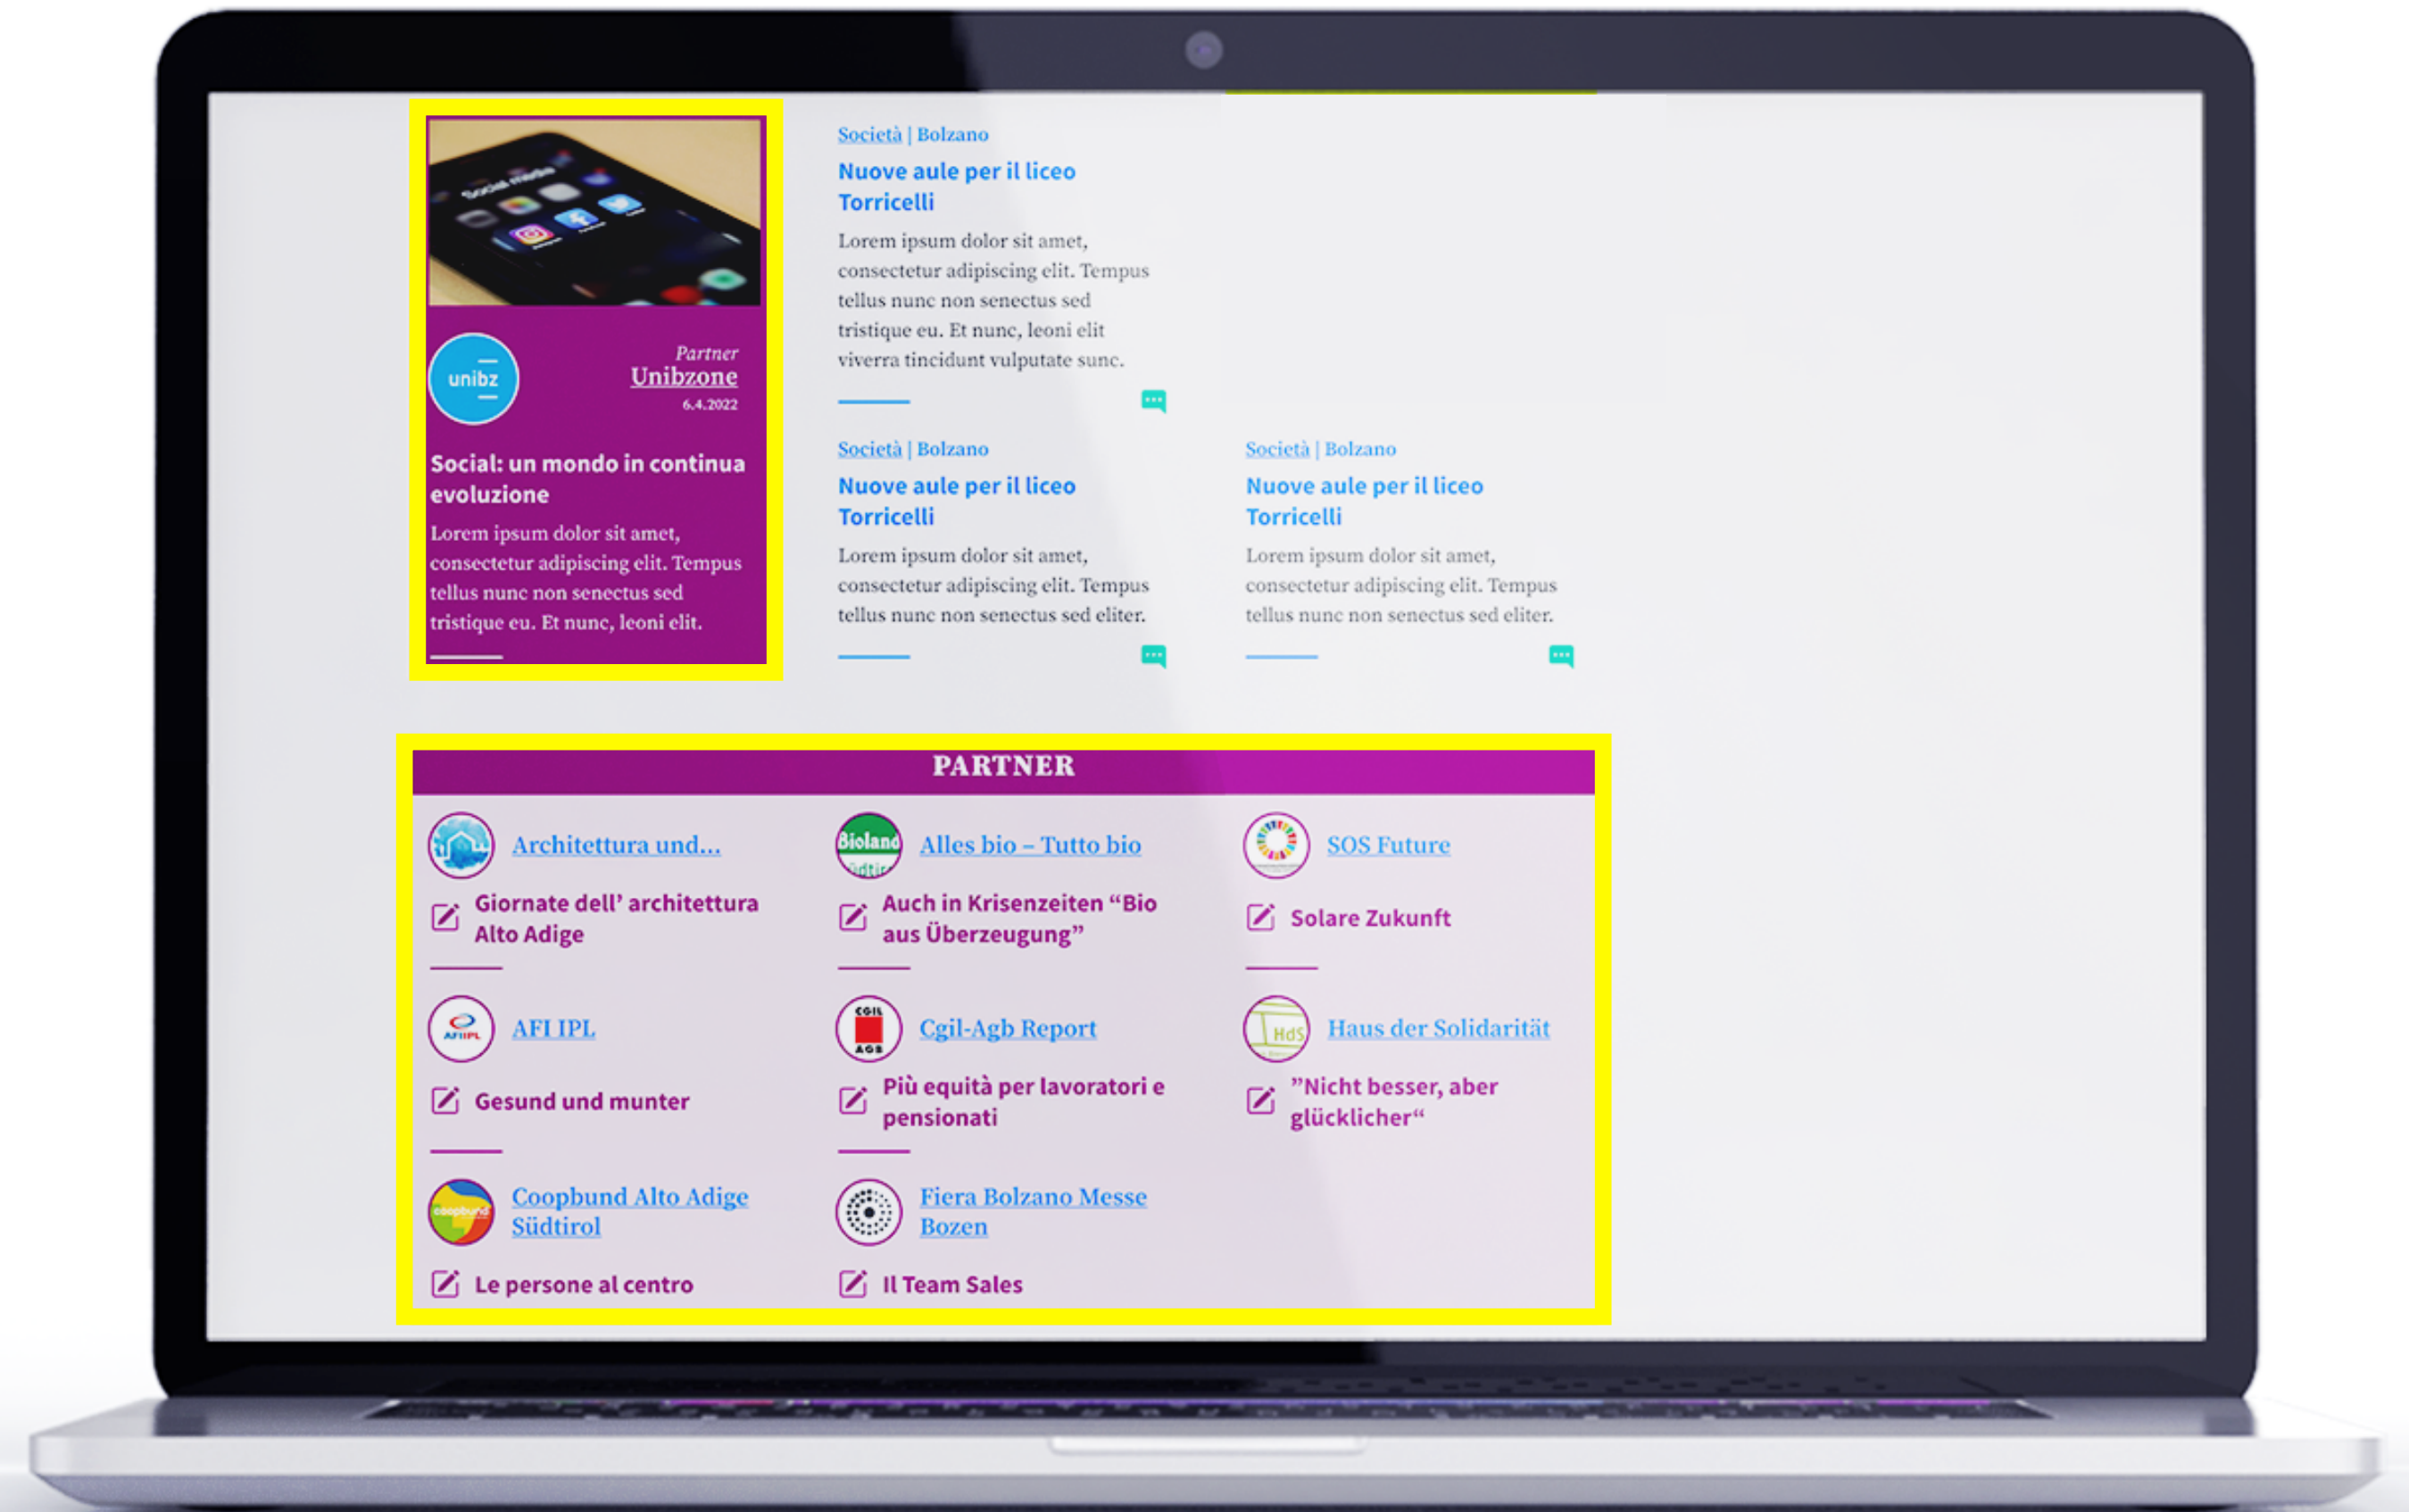 Social media
unibz
Partner
Unibzone
6.4.2022
Social: un mondo in continua
evoluzione
Lorem ipsum dolor sit amet,
consectetur adipiscing elit. Tempus
tellus nunc non senectus sed
tristique eu. Et nunc, leoni elit.
Società | Bolzano
Nuove aule per il liceo
Torricelli
Lorem ipsum dolor sit amet,
consectetur adipiscing elit. Tempus
tellus nunc non senectus sed
tristique eu. Et nunc, leoni elit
viverra tincidunt vulputate sunc.
Società | Bolzano
Nuove aule per il liceo
Torricelli
Lorem ipsum dolor sit amet,
consectetur adipiscing elit. Tempus
tellus nunc non senectus sed eliter.
Società | Bolzano
Nuove aule per il liceo
Torricelli
Lorem ipsum dolor sit amet,
consectetur adipiscing elit. Tempus
tellus nunc non senectus sed eliter.
PARTNER
Architettura und...
Giornate dell’ architettura
Alto Adige
Bioland
Alles bio – Tutto bio
Auch in Krisenzeiten “Bio
aus Überzeugung”
SOS Future
Solare Zukunft
AFI IPL
AFI IPL
Gesund und munter
CGIL
AGB
Cgil-Agb Report
Più equità per lavoratori e
pensionati
HdS
Haus der Solidarität
”Nicht besser, aber
glücklicher“
coopbund
Coopbund Alto Adige
Südtirol
Le persone al centro
Fiera Bolzano Messe
Bozen
Il Team Sales